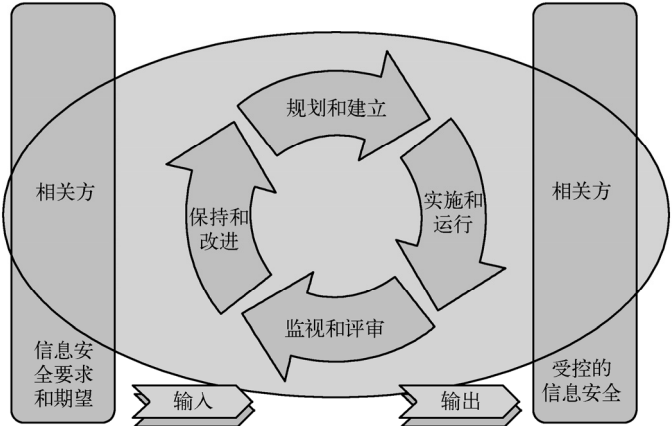 规划和建立
相关方
保持和
改进
实施和
运行
相关方
监视和评审
信息安
全要求
和期望
受控的
信息安全
输入
输出